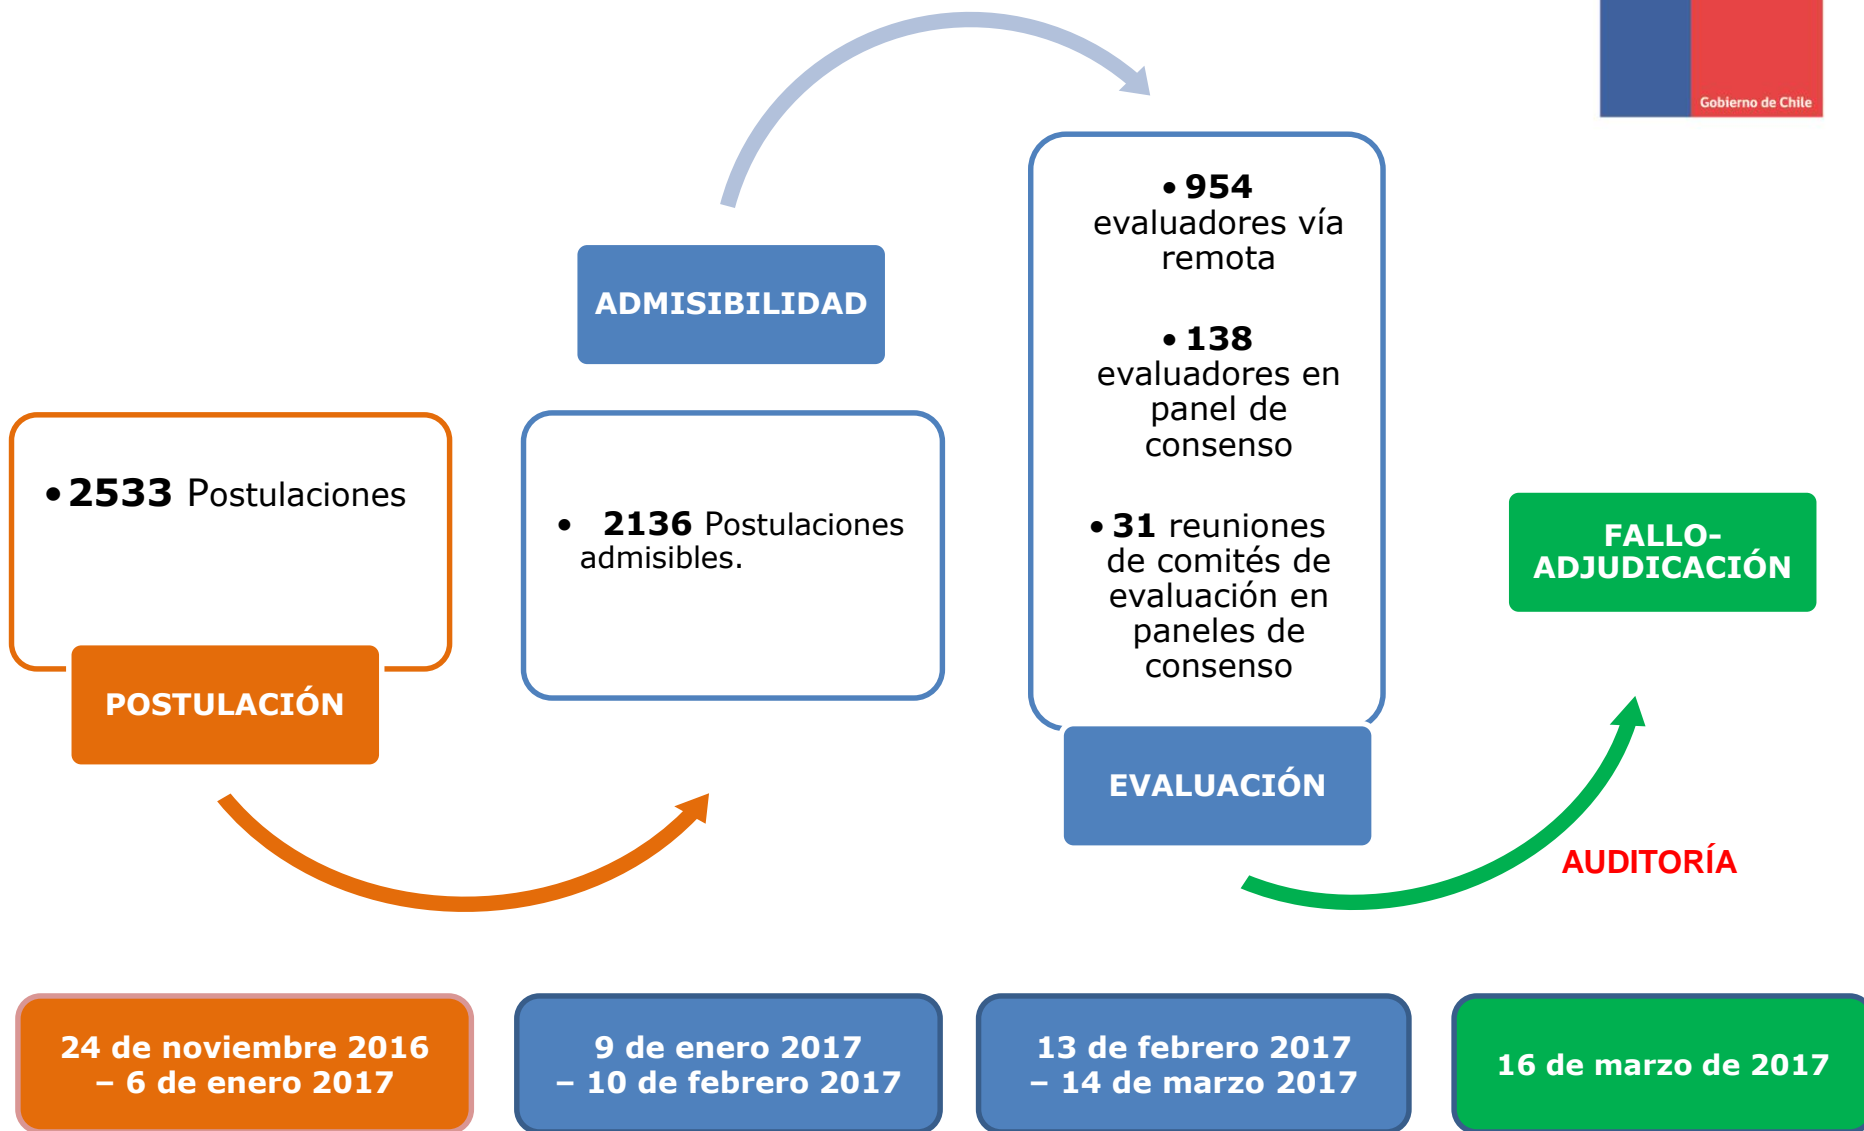 Gobierno de Chile
• 2533 Postulaciones
POSTULACIÓN
ADMISIBILIDAD
• 2136 Postulaciones
admisibles.
• 954
evaluadores vía
remota
• 138
evaluadores en
panel de
consenso
• 31 reuniones
de comités de
evaluación en
paneles de
consenso
EVALUACIÓN
FALLO-
ADJUDICACIÓN
AUDITORÍA
24 de noviembre 2016
– 6 de enero 2017
9 de enero 2017
– 10 de febrero 2017
13 de febrero 2017
– 14 de marzo 2017
16 de marzo de 2017